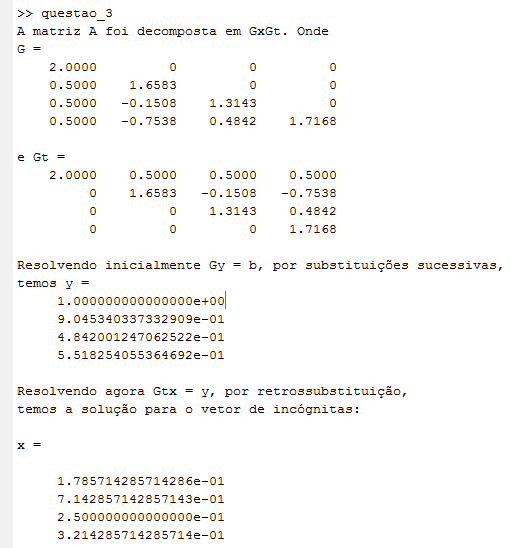 >> questao_3
A matriz A foi decomposta em GxGt. Onde
G =
2.0000 0 0 0
0.5000 1.6583 0 0
0.5000 -0.1508 1.3143 0
0.5000 -0.7538 0.4842 1.7168
e Gt =
2.0000 0.5000 0.5000 0.5000
0 1.6583 -0.1508 -0.7538
0 0 1.3143 0.4842
0 0 0 1.7168
Resolvendo inicialmente Gy = b, por substituições sucessivas,
temos y =
1.000000000000000e+00
9.045340337332909e-01
4.842001247062522e-01
5.518254055364692e-01
Resolvendo agora Gtx = y, por retrossubstituição,
temos a solução para o vetor de incógnitas:
x =
1.785714285714286e-01
7.142857142857143e-01
2.500000000000000e-01
3.214285714285714e-01